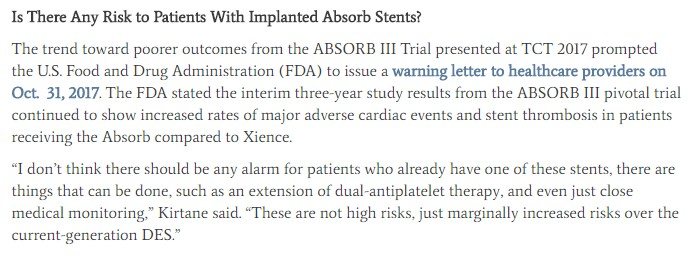 Is There Any Risk to Patients With Implanted Absorb Stents?
The trend toward poorer outcomes from the ABSORB III Trial presented at TCT 2017 prompted
the U.S. Food and Drug Administration (FDA) to issue a warning letter to healthcare providers on
Oct. 31, 2017. The FDA stated the interim three-year study results from the ABSORB III pivotal trial
continued to show increased rates of major adverse cardiac events and stent thrombosis in patients
receiving the Absorb compared to Xience.
“I don’t think there should be any alarm for patients who already have one of these stents, there are
things that can be done, such as an extension of dual-antiplatelet therapy, and even just close
medical monitoring,” Kirtane said. “These are not high risks, just marginally increased risks over the
current-generation DES.”